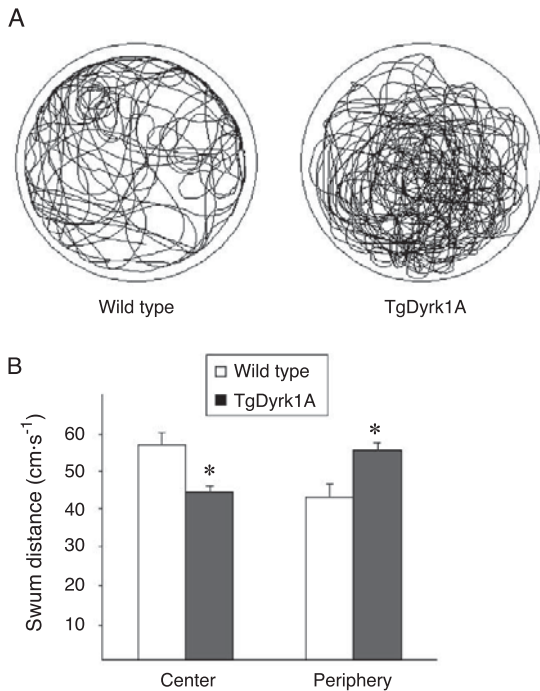 A
Wild type
TgDyrk1A
B
Wild type
TgDyrk1A
Swum distance (cm·s⁻¹)
60
50
40
30
20
10
*
*
Center
Periphery